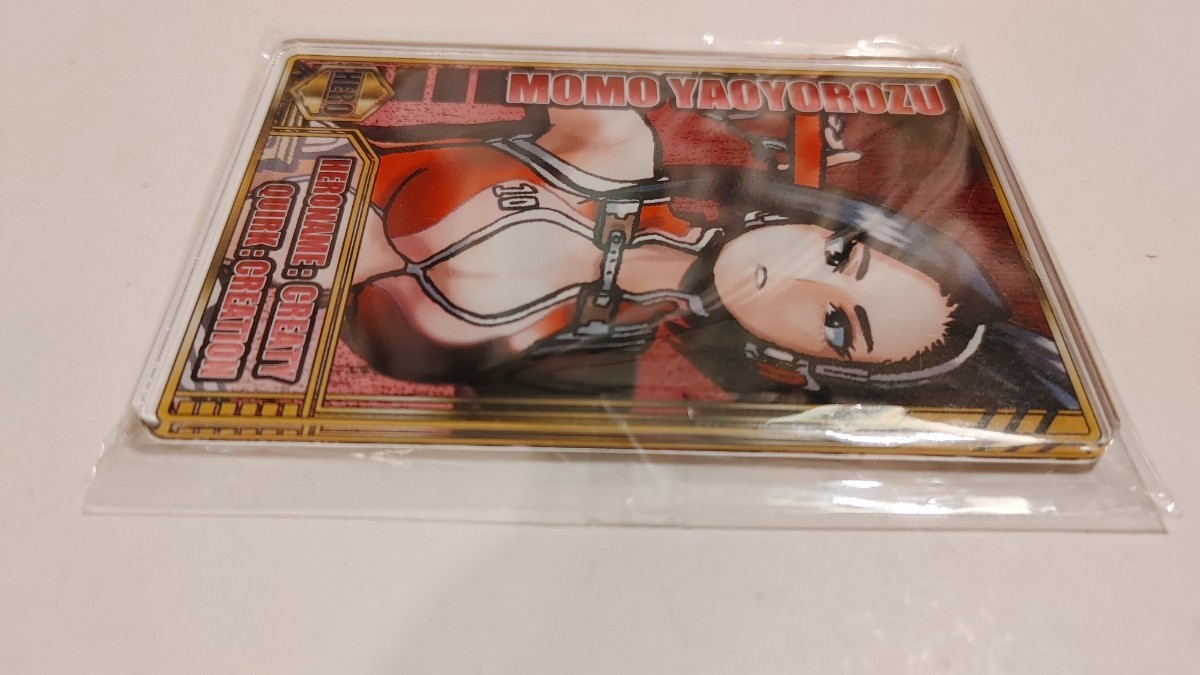 MOMO YAOYOROZU
HERO
10
HERONAME : CREATY
QUIRK : CREATION